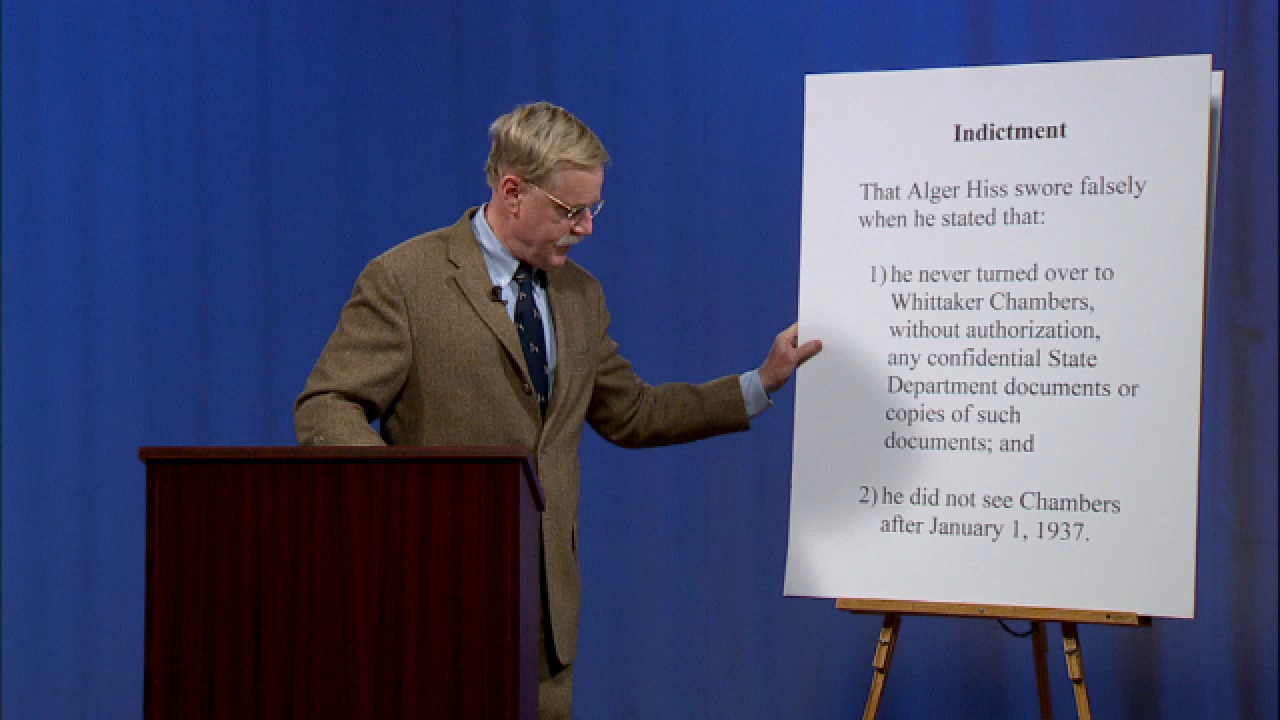 Indictment
That Alger Hiss swore falsely
when he stated that:
1) he never turned over to
Whittaker Chambers,
without authorization,
any confidential State
Department documents or
copies of such
documents; and
2) he did not see Chambers
after January 1, 1937.